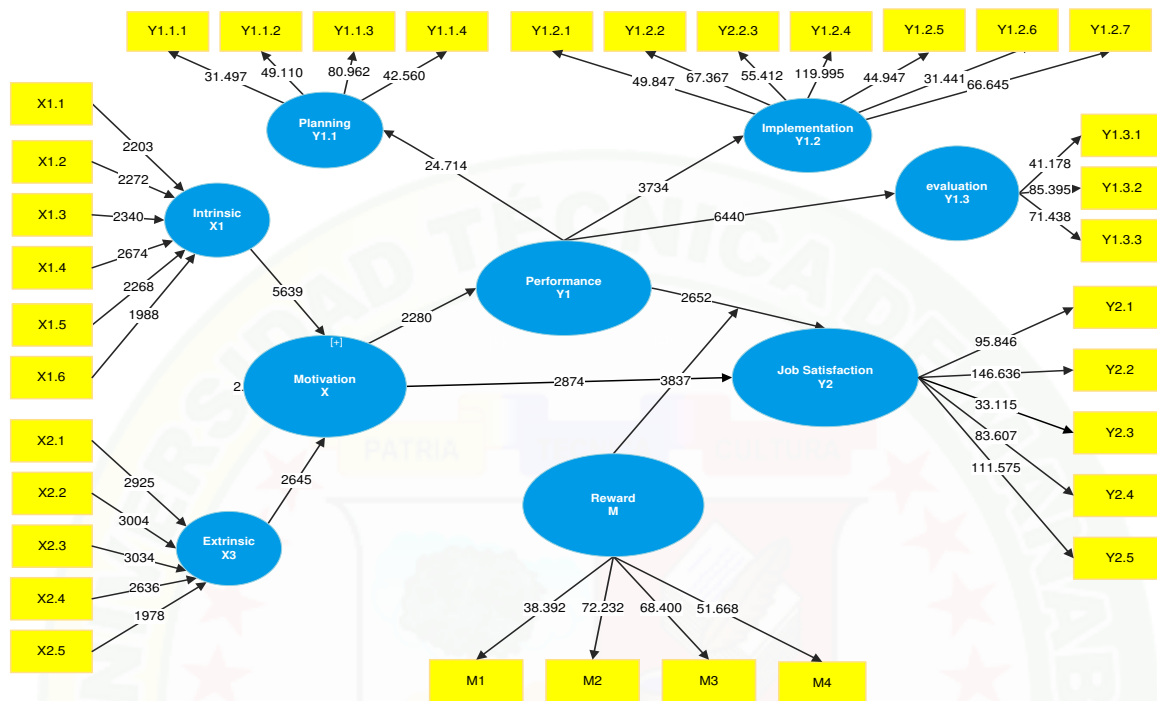 Y1.1.1
Y1.1.2
Y1.1.3
Y1.1.4
Y1.2.1
Y1.2.2
Y2.2.3
Y1.2.4
Y1.2.5
Y1.2.6
Y1.2.7
31.497
49.110
80.962
42.560
49.847
67.367
55.412
119.995
44.947
31.441
66.645
X1.1
X1.2
X1.3
X1.4
X1.5
X1.6
2203
2272
2340
2674
2268
1988
Planning
Y1.1
Implementation
Y1.2
evaluation
Y1.3
Y1.3.1
Y1.3.2
Y1.3.3
41.178
85.395
71.438
24.714
3734
6440
Intrinsic
X1
5639
Performance
Y1
2280
2652
[+]
Motivation
X
2.
2874
3837
Job Satisfaction
Y2
Y2.1
Y2.2
Y2.3
Y2.4
Y2.5
95.846
146.636
33.115
83.607
111.575
X2.1
X2.2
X2.3
X2.4
X2.5
2925
3004
3034
2636
1978
Extrinsic
X3
2645
Reward
M
38.392
72.232
68.400
51.668
M1
M2
M3
M4
PATRIA
CULTURA
UNIVERSIDAD TÉCNICA DE MANAB